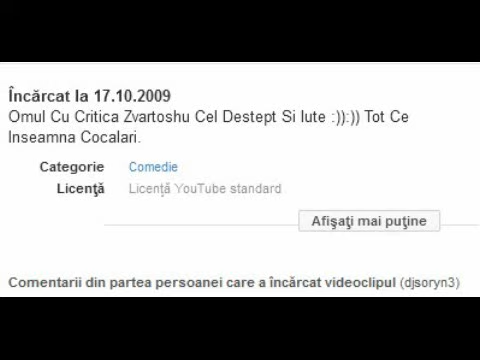 Încărcat la 17.10.2009
Omul Cu Critica Zvartoshu Cel Destept Si Iute :)):)) Tot Ce
Inseamna Cocalari.
Categorie Comedie
Licenţă Licență YouTube standard
Afişaţi mai puţine
Comentarii din partea persoanei care a încărcat videoclipul (djsoryn3)